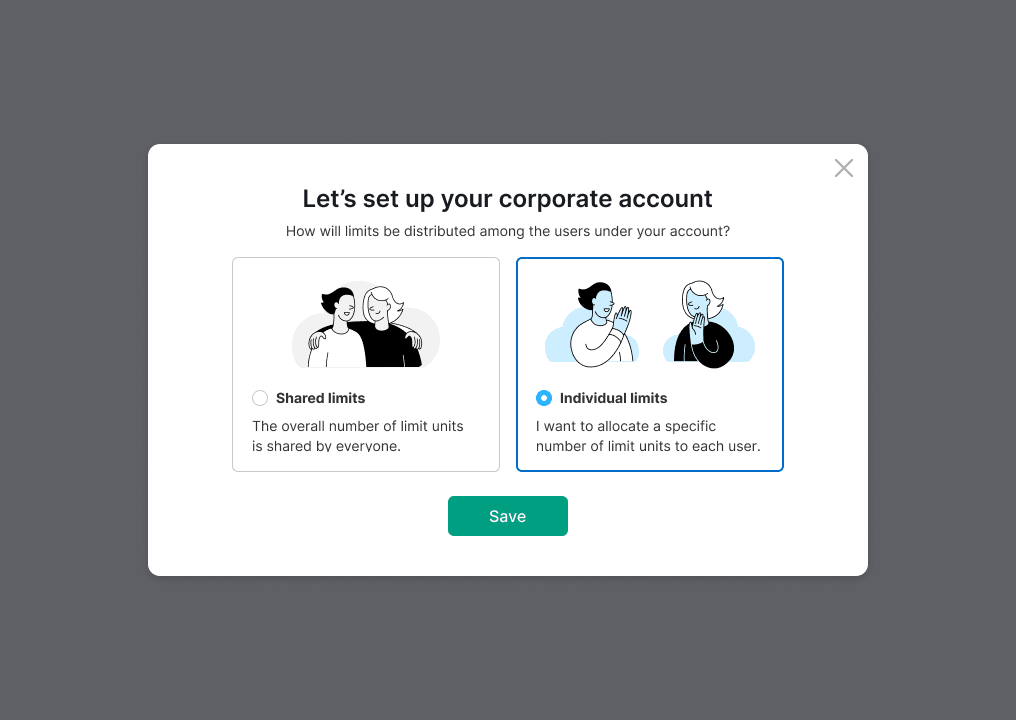 Let’s set up your corporate account
How will limits be distributed among the users under your account?
Shared limits
The overall number of limit units
is shared by everyone.
Individual limits
I want to allocate a specific
number of limit units to each user.
Save